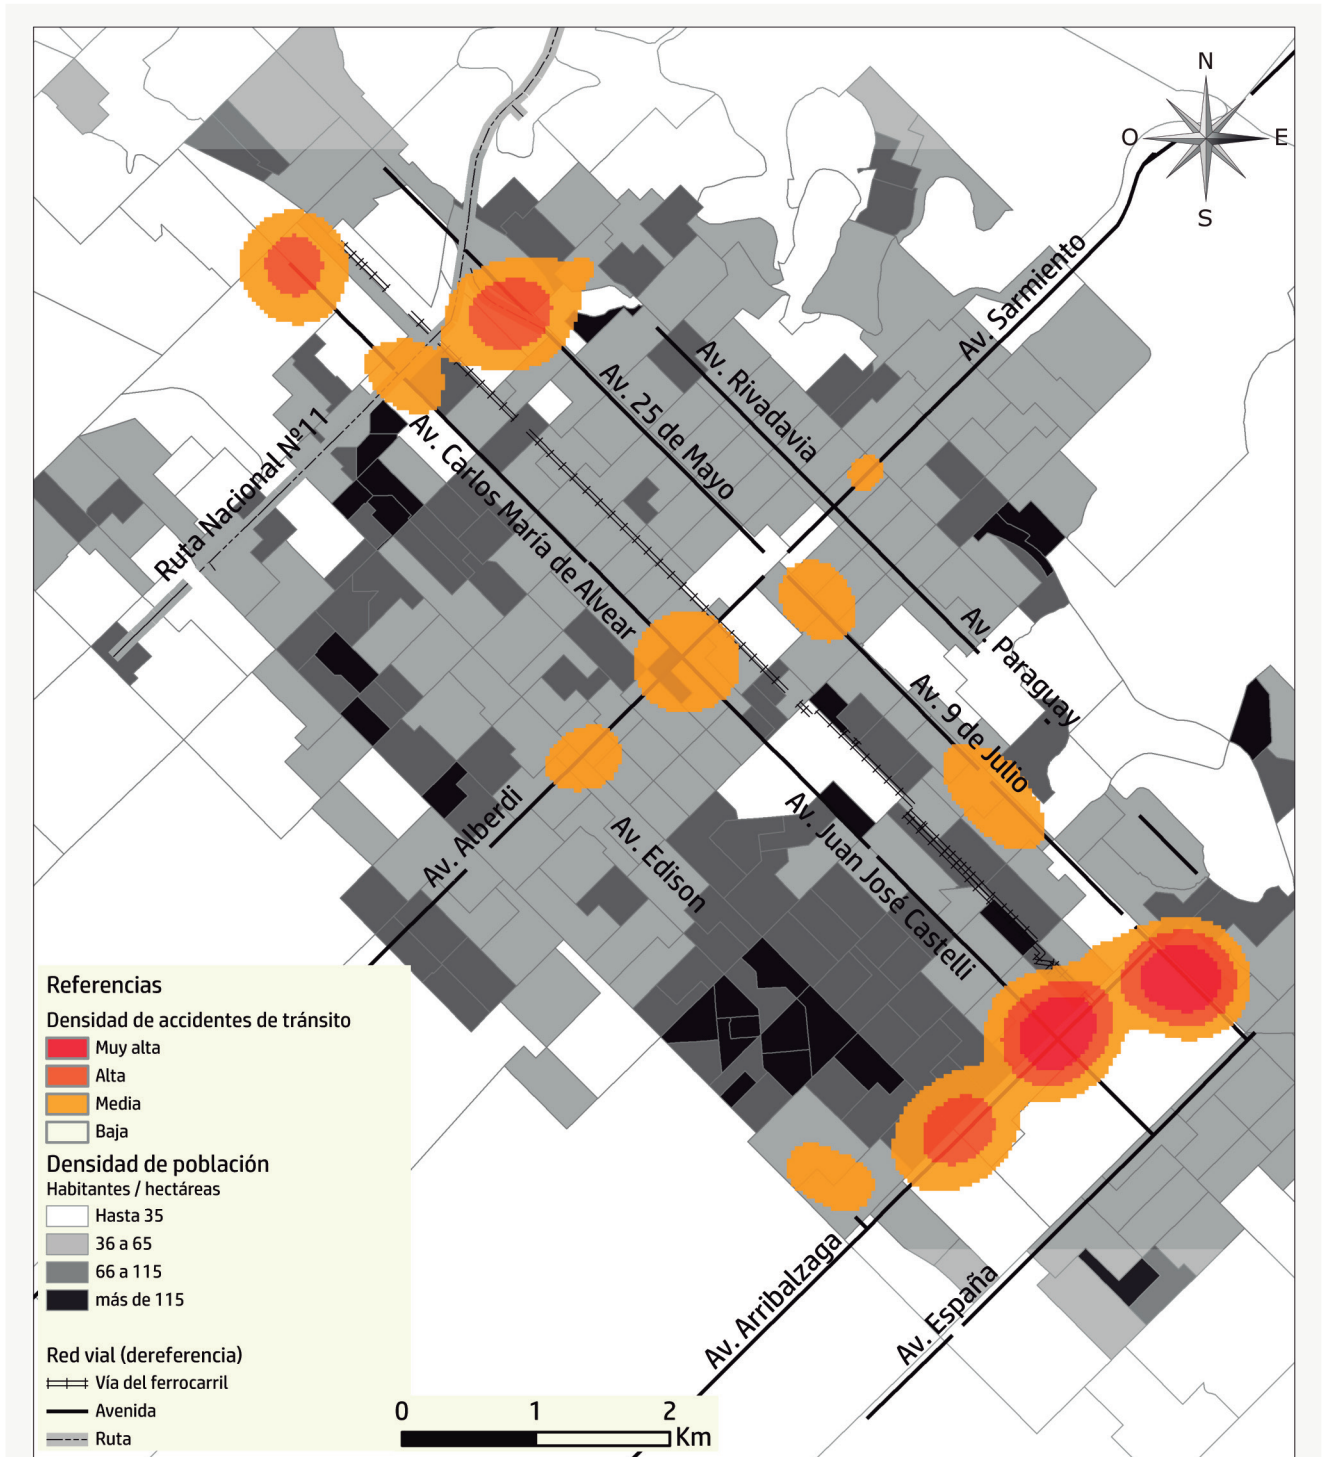 N
O
E
S
Av. Sarmiento
Av. Rivadavia
Av. 25 de Mayo
Av. Carlos María de Alvear
Ruta Nacional Nº11
Av. Paraguay
Av. 9 de Julio
Av. Alberdi
Av. Edison
Av. Juan José Castelli
Av. Arribalzaga
Av. España
Referencias
Densidad de accidentes de tránsito
Muy alta
Alta
Media
Baja
Densidad de población
Habitantes / hectáreas
Hasta 35
36 a 65
66 a 115
más de 115
Red vial (dereferencia)
Vía del ferrocarril
Avenida
Ruta
0 1 2
Km